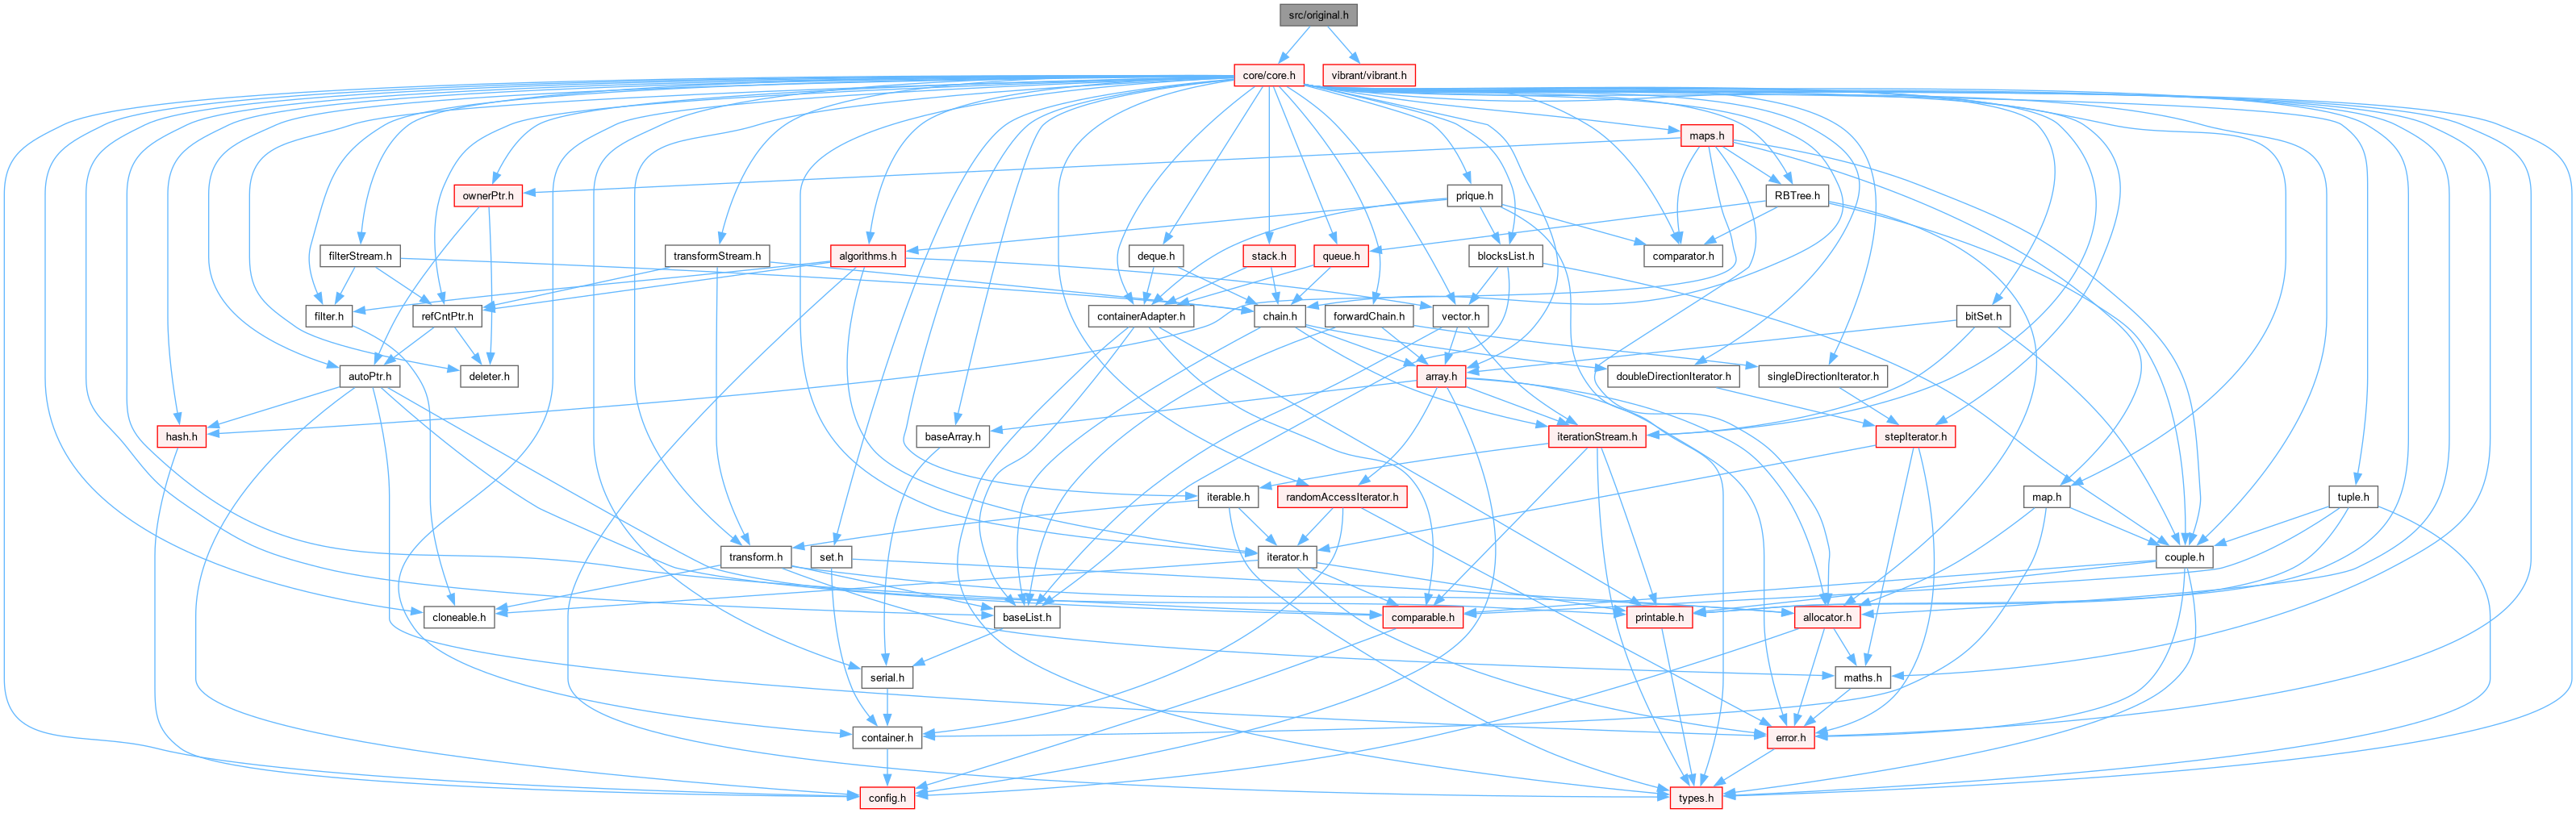 src/original.h
core/core.h
vibrant/vibrant.h
maps.h
ownerPtr.h
prique.h
RBTree.h
filterStream.h
transformStream.h
algorithms.h
deque.h
stack.h
queue.h
blocksList.h
comparator.h
filter.h
refCntPtr.h
containerAdapter.h
chain.h
forwardChain.h
vector.h
bitSet.h
autoPtr.h
deleter.h
array.h
doubleDirectionIterator.h
singleDirectionIterator.h
hash.h
baseArray.h
iterationStream.h
stepIterator.h
iterable.h
randomAccessIterator.h
map.h
tuple.h
transform.h
set.h
iterator.h
couple.h
cloneable.h
baseList.h
comparable.h
printable.h
allocator.h
serial.h
maths.h
container.h
error.h
config.h
types.h